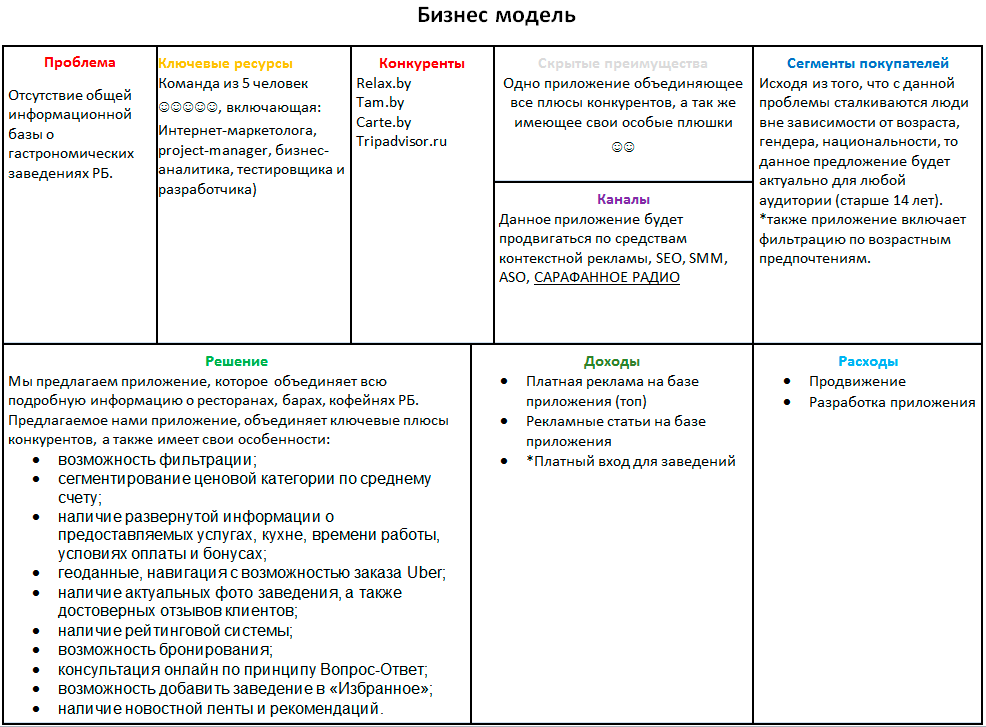 Бизнес модель
Проблема
Отсутствие общей
информационной
базы о
гастрономических
заведениях РБ.
Ключевые ресурсы
Команда из 5 человек
☺☺☺☺☺, включающая:
Интернет-маркетолога,
project-manager, бизнес-
аналитика, тестировщика и
разработчика)
Конкуренты
Relax.by
Tam.by
Carte.by
Tripadvisor.ru
Скрытые преимущества
Одно приложение объединяющее
все плюсы конкурентов, а так же
имеющее свои особые плюшки
☺☺
Каналы
Данное приложение будет
продвигаться по средствам
контекстной рекламы, SEO, SMM,
ASO, САРАФАННОЕ РАДИО
Сегменты покупателей
Исходя из того, что с данной
проблемы сталкиваются люди
вне зависимости от возраста,
гендера, национальности, то
данное предложение будет
актуально для любой
аудитории (старше 14 лет).
*также приложение включает
фильтрацию по возрастным
предпочтениям.
Решение
Мы предлагаем приложение, которое объединяет всю
подробную информацию о ресторанах, барах, кофейнях РБ.
Предлагаемое нами приложение, объединяет ключевые плюсы
конкурентов, а также имеет свои особенности:
• возможность фильтрации;
• сегментирование ценовой категории по среднему
счету;
• наличие развернутой информации о
предоставляемых услугах, кухне, времени работы,
условиях оплаты и бонусах;
• геоданные, навигация с возможностью заказа Uber;
• наличие актуальных фото заведения, а также
достоверных отзывов клиентов;
• наличие рейтинговой системы;
• возможность бронирования;
• консультация онлайн по принципу Вопрос-Ответ;
• возможность добавить заведение в «Избранное»;
• наличие новостной ленты и рекомендаций.
Доходы
• Платная реклама на базе
приложения (топ)
• Рекламные статьи на базе
приложения
• *Платный вход для заведений
Расходы
• Продвижение
• Разработка приложения